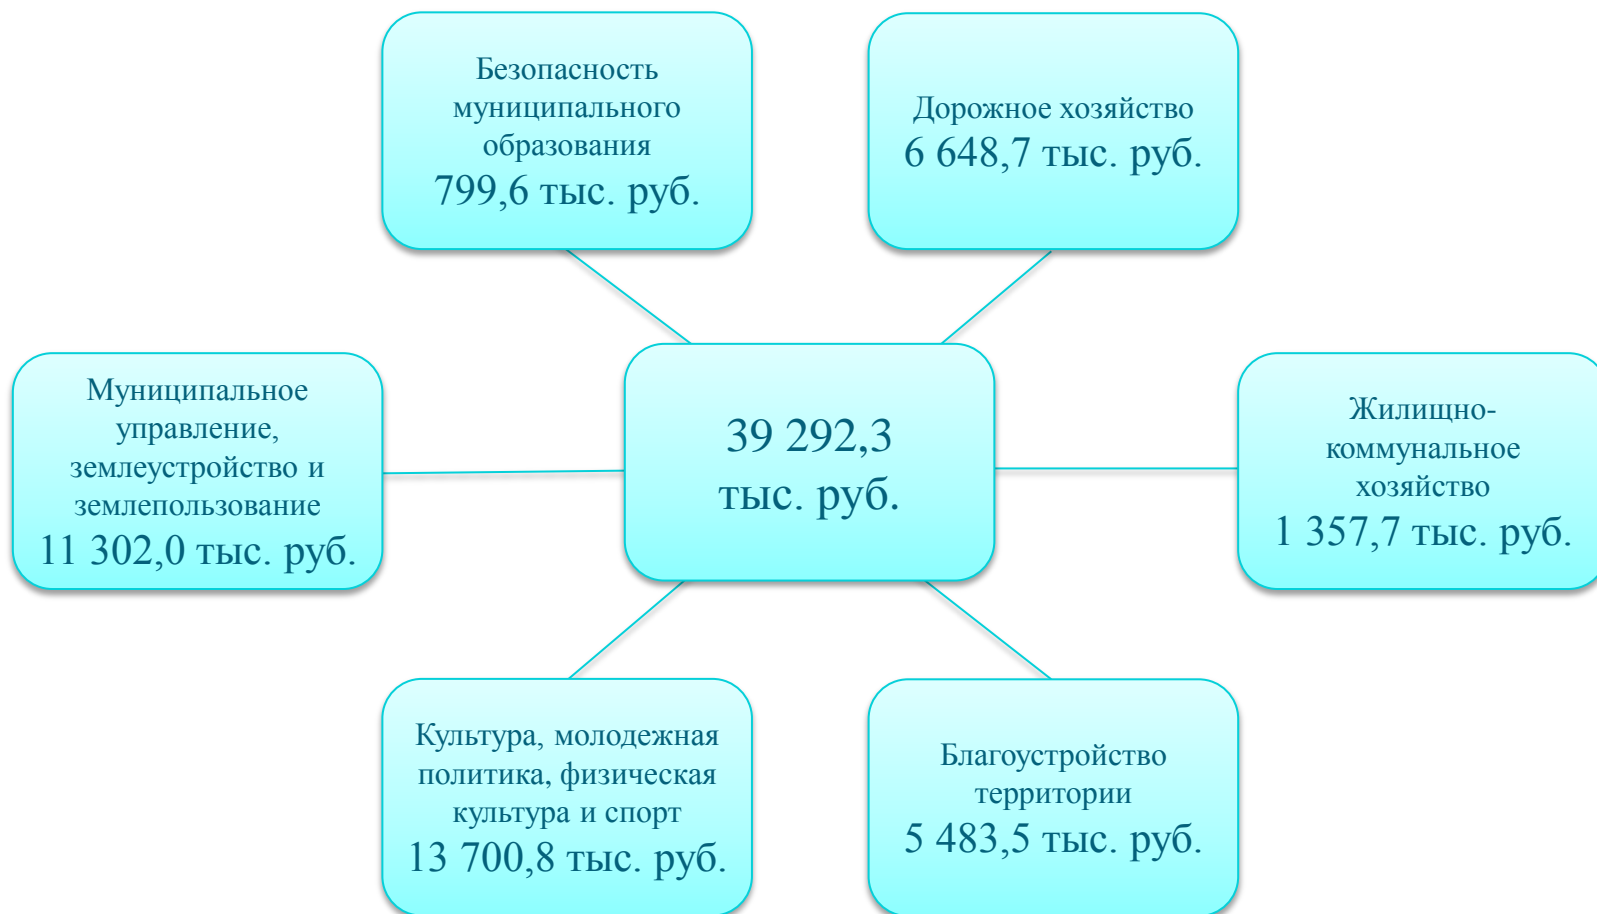 Безопасность
муниципального
образования
799,6 тыс. руб.
Дорожное хозяйство
6 648,7 тыс. руб.
Муниципальное
управление,
землеустройство и
землепользование
11 302,0 тыс. руб.
39 292,3
тыс. руб.
Жилищно-
коммунальное
хозяйство
1 357,7 тыс. руб.
Культура, молодежная
политика, физическая
культура и спорт
13 700,8 тыс. руб.
Благоустройство
территории
5 483,5 тыс. руб.